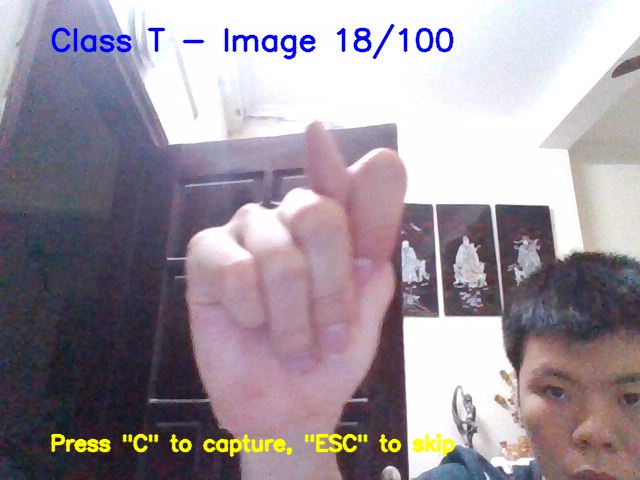 Class T - Image 18/100
Press "C" to capture, "ESC" to skip